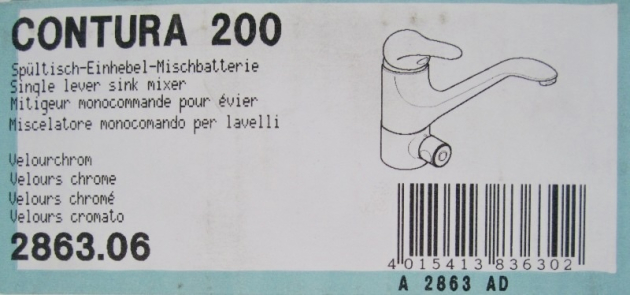 CONTURA 200
Spültisch-Einhebel-Mischbatterie
Single lever sink mixer
Mitigeur monocommande pour évier
Miscelatore monocomando per lavelli
Velourchrom
Velours chrome
Velours chromé
Velours cromato
2863.06
4 015413 836302
A 2863 AD